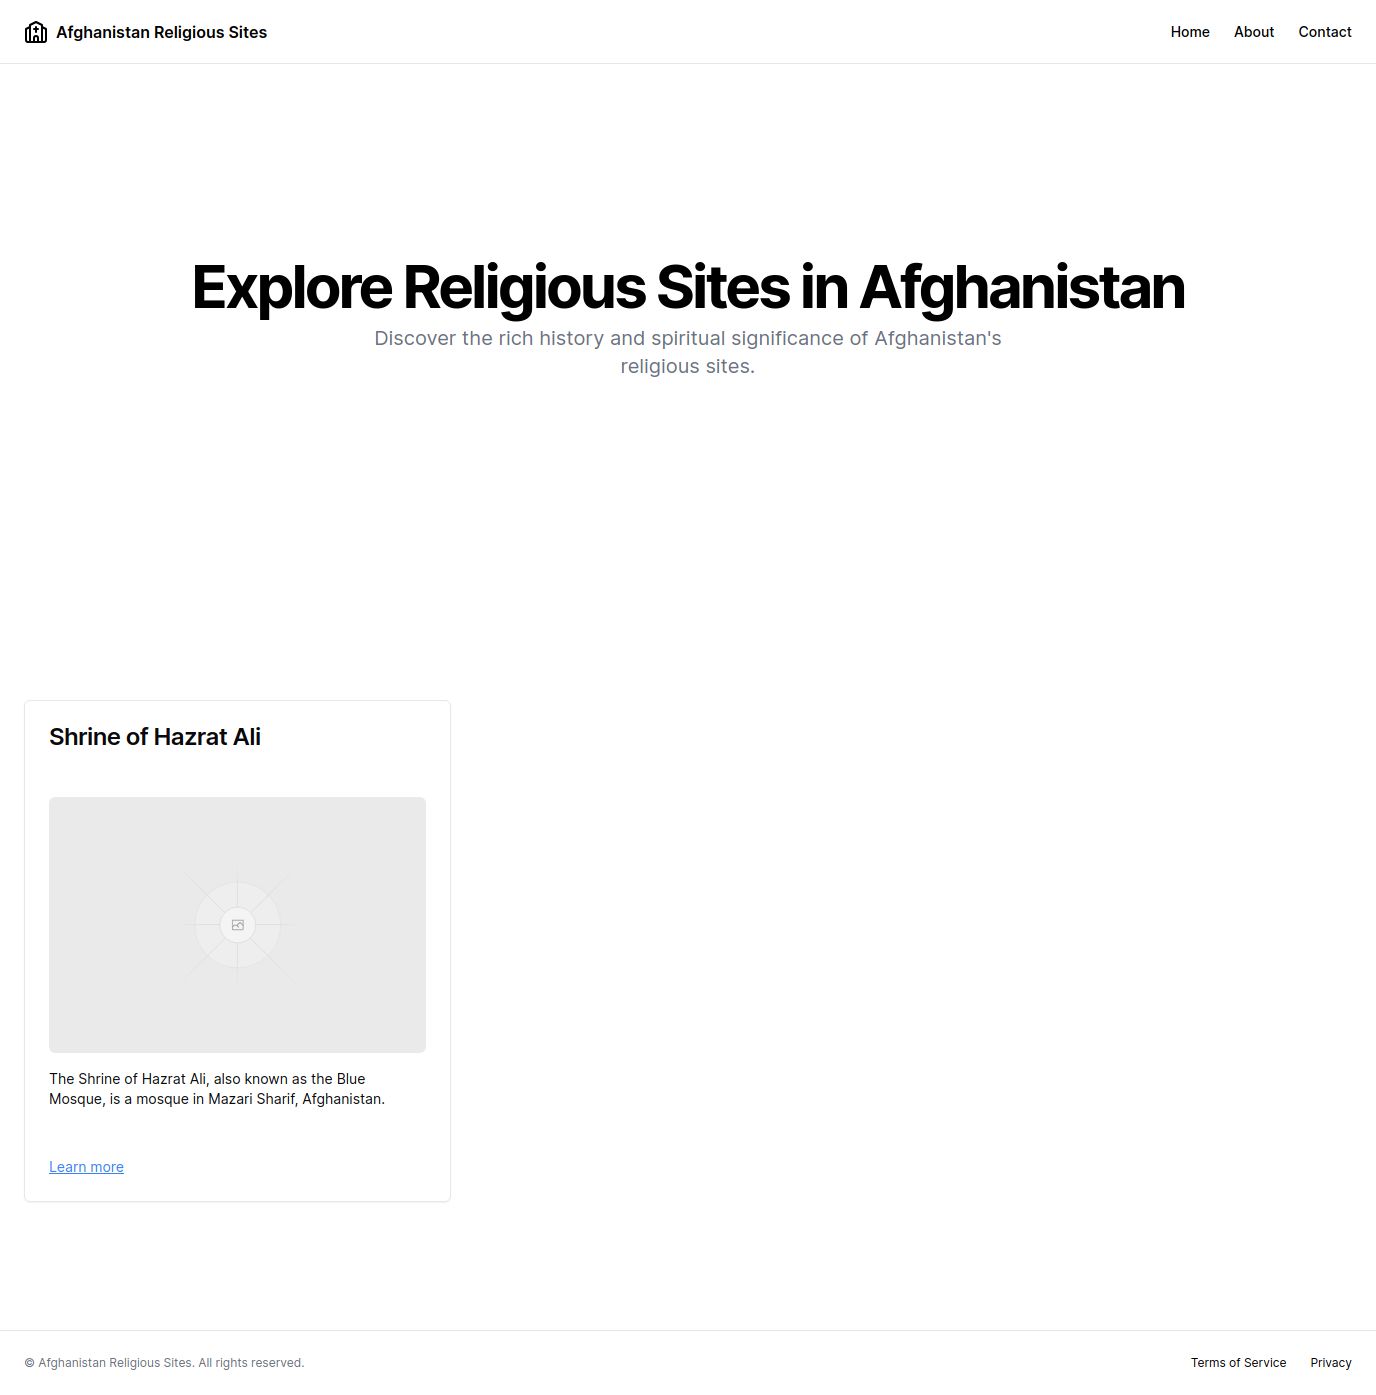 Afghanistan Religious Sites
Home
About
Contact
Explore Religious Sites in Afghanistan
Discover the rich history and spiritual significance of Afghanistan's
religious sites.
Shrine of Hazrat Ali
The Shrine of Hazrat Ali, also known as the Blue
Mosque, is a mosque in Mazari Sharif, Afghanistan.
Learn more
© Afghanistan Religious Sites. All rights reserved.
Terms of Service
Privacy